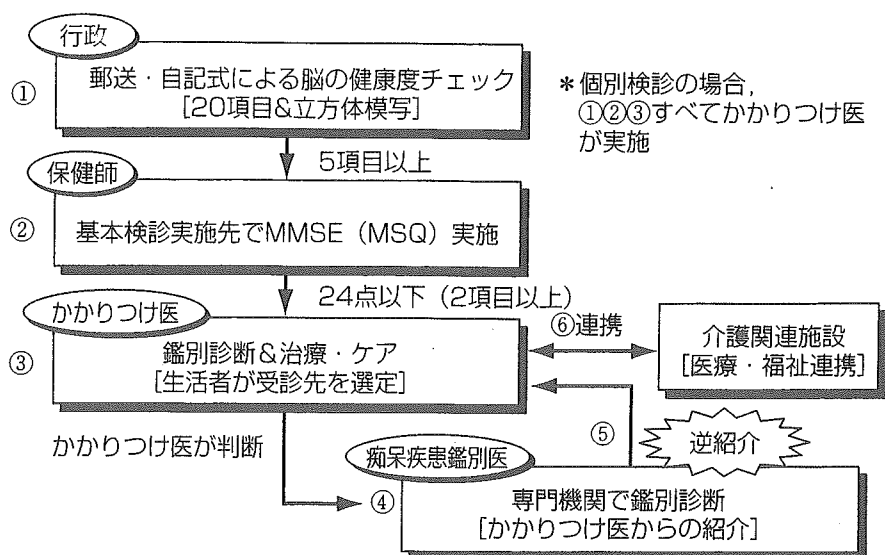 行政
① 郵送・自記式による脳の健康度チェック
[20項目&立方体模写]
*個別検診の場合,
①②③すべてかかりつけ医
が実施
5項目以上
保健師
② 基本検診実施先でMMSE（MSQ）実施
24点以下（2項目以上）
かかりつけ医
③ 鑑別診断&治療・ケア
[生活者が受診先を選定]
⑥連携
介護関連施設
[医療・福祉連携]
かかりつけ医が判断
⑤
逆紹介
痴呆疾患鑑別医
④ 専門機関で鑑別診断
[かかりつけ医からの紹介]